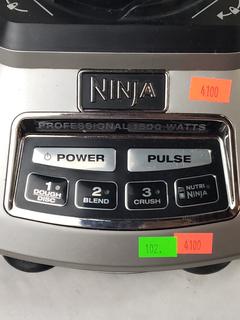 4100
NINJA
PROFESSIONAL 1500 WATTS
POWER PULSE
1 DOUGH DISC 2 BLEND 3 CRUSH NUTRI NINJA
102. 4100